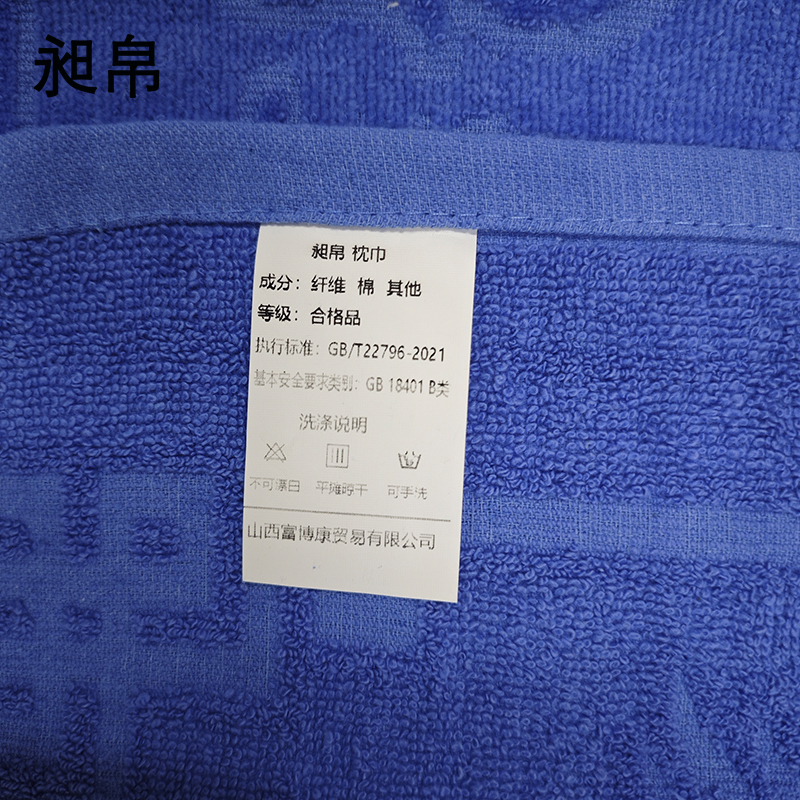 昶帛
昶帛 枕巾
成分：纤维 棉 其他
等级：合格品
执行标准：GB/T22796-2021
基本安全要求类别：GB 18401 B类
洗涤说明
不可漂白 平摊晾干 可手洗
山西富博康贸易有限公司